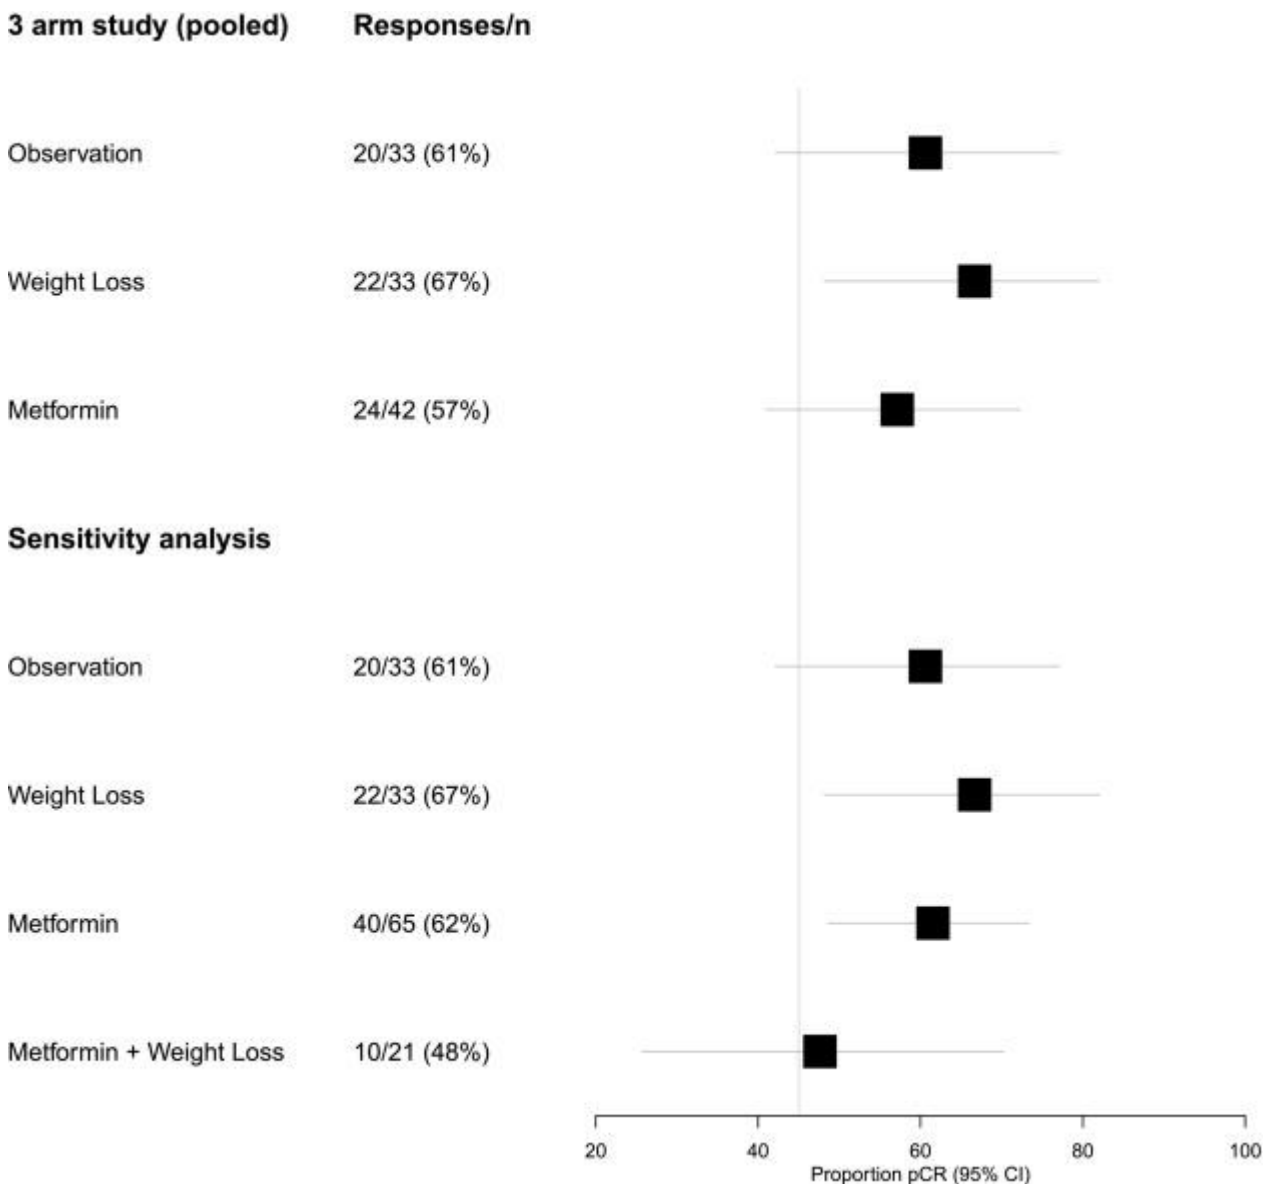 3 arm study (pooled) Responses/n
Observation 20/33 (61%)
Weight Loss 22/33 (67%)
Metformin 24/42 (57%)
Sensitivity analysis
Observation 20/33 (61%)
Weight Loss 22/33 (67%)
Metformin 40/65 (62%)
Metformin + Weight Loss 10/21 (48%)
20 40 60 80 100
Proportion pCR (95% CI)